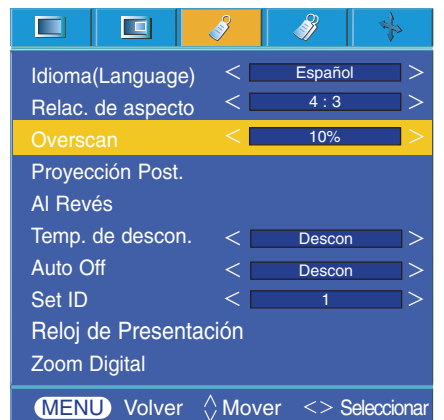 Idioma(Language) < Español >
Relac. de aspecto < 4 : 3 >
Overscan < 10% >
Proyección Post.
Al Revés
Temp. de descon. < Descon >
Auto Off < Descon >
Set ID < 1 >
Reloj de Presentación
Zoom Digital
MENU Volver Mover <> Seleccionar